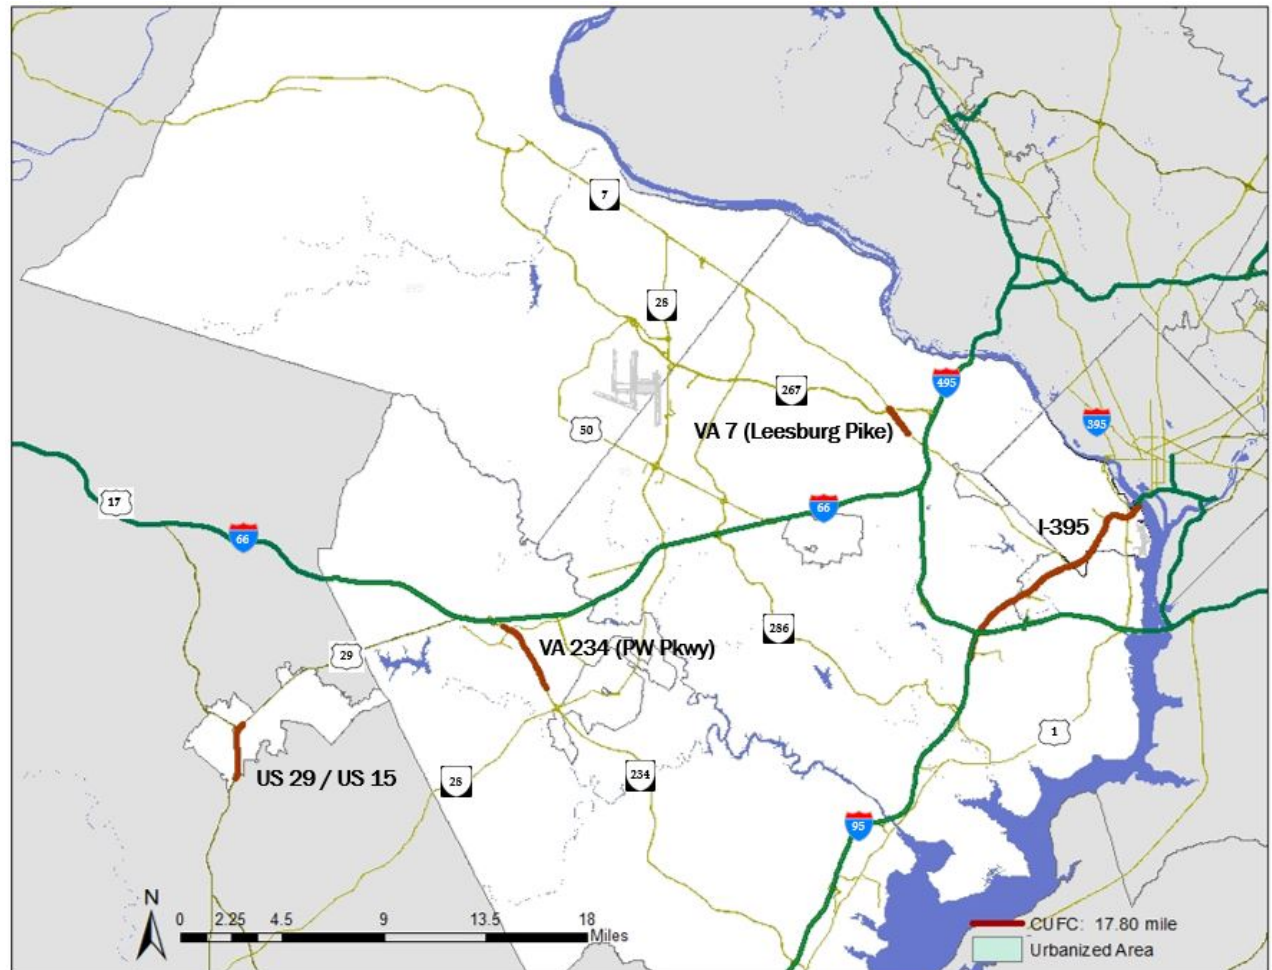 7
28
495
267
395
VA 7 (Leesburg Pike)
50
17
66
66
I-395
286
VA 234 (PW Pkwy)
29
1
US 29 / US 15
28
234
95
N
0 2.25 4.5 9 13.5 18
Miles
CUFC: 17.80 mile
Urbanized Area